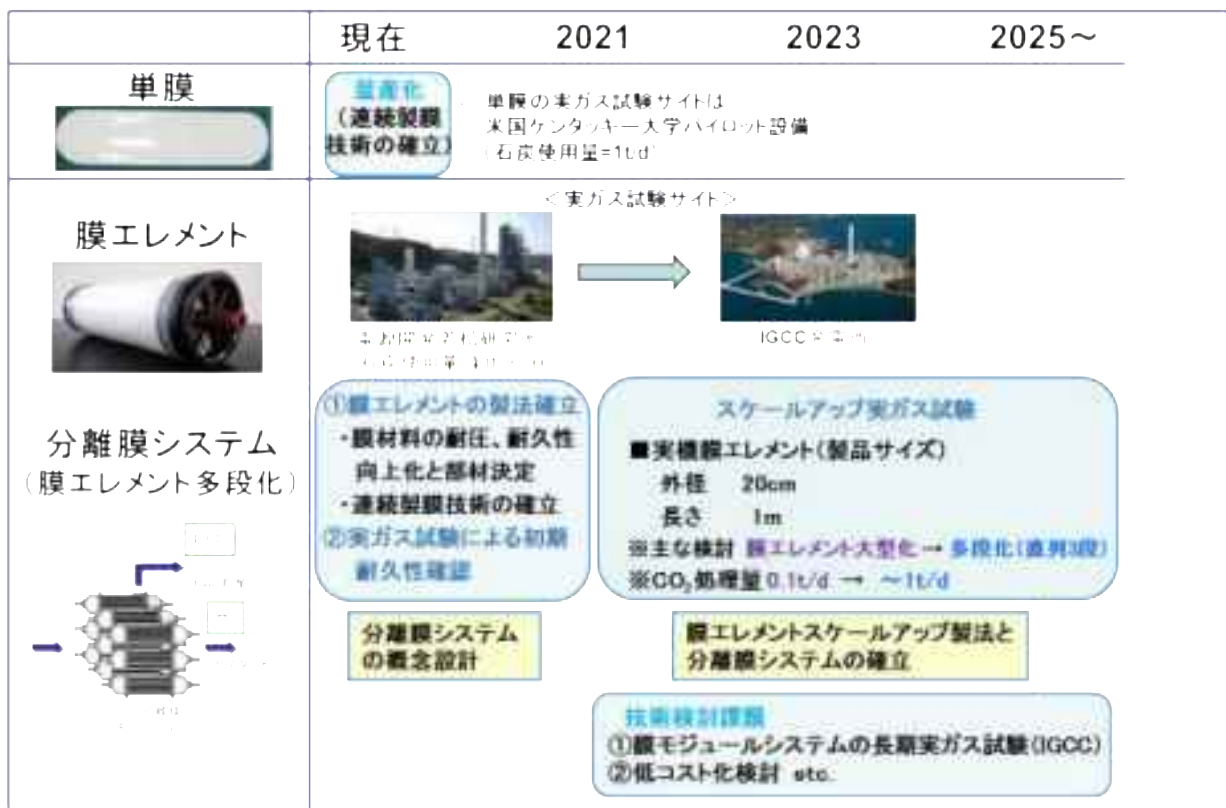 現在 2021 2023 2025～
単膜
量産化
(連続製膜
技術の確立)
単膜の実ガス試験サイトは
米国ケンタッキー大学パイロット設備
(石炭使用量=1t/d)
膜エレメント
＜実ガス試験サイト＞
IGCC
分離膜システム
(膜エレメント多段化)
①膜エレメントの製法確立
・膜材料の耐圧、耐久性
向上化と部材決定
・連続製膜技術の確立
②実ガス試験による初期
耐久性確認
スケールアップ実ガス試験
■実機膜エレメント(製品サイズ)
外径 20cm
長さ 1m
※主な検討 膜エレメント大型化→ 多段化(直列3段)
※CO₂処理量 0.1t/d → ～1t/d
分離膜システム
の概念設計
膜エレメントスケールアップ製法と
分離膜システムの確立
技術検討課題
①膜モジュールシステムの長期実ガス試験(IGCC)
②低コスト化検討 etc.